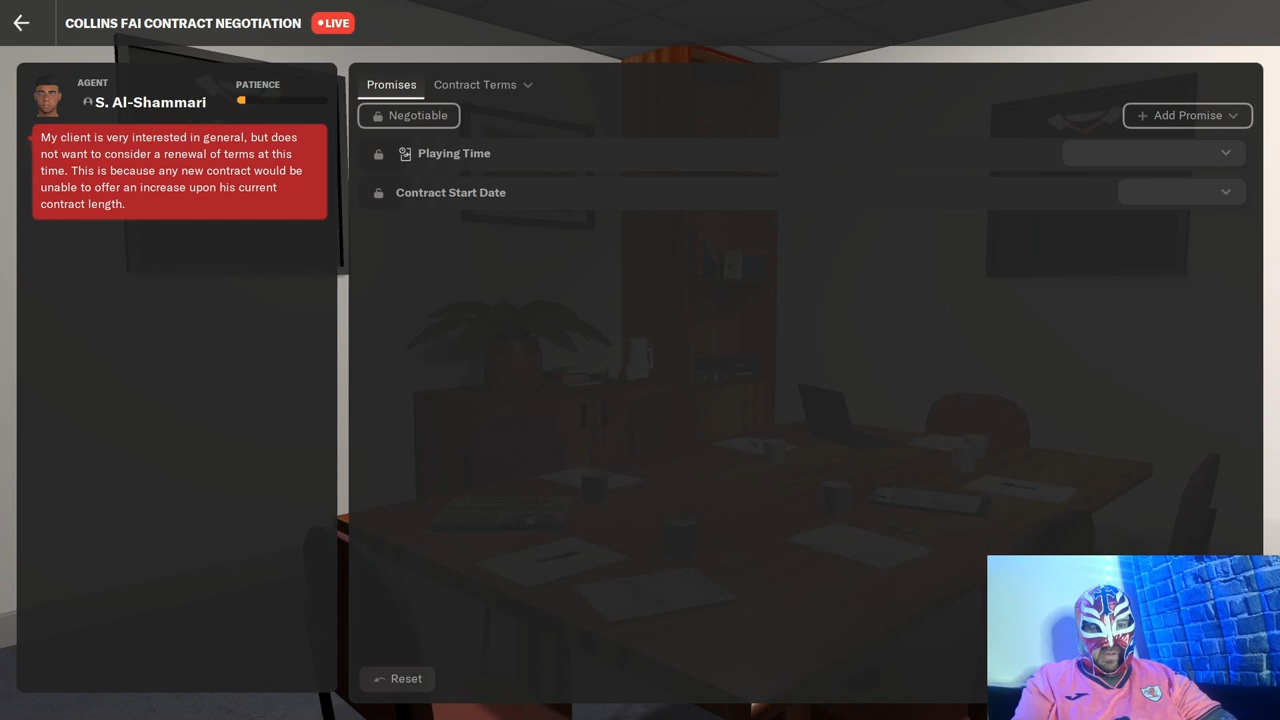 COLLINS FAI CONTRACT NEGOTIATION
LIVE
AGENT
S. Al-Shammari
PATIENCE
My client is very interested in general, but does
not want to consider a renewal of terms at this
time. This is because any new contract would be
unable to offer an increase upon his current
contract length.
Promises
Contract Terms
Negotiable
+ Add Promise
Playing Time
Contract Start Date
Reset